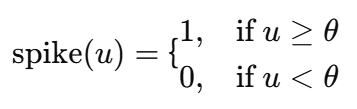 spike(u) = {1, if u ≥ θ
0, if u < θ